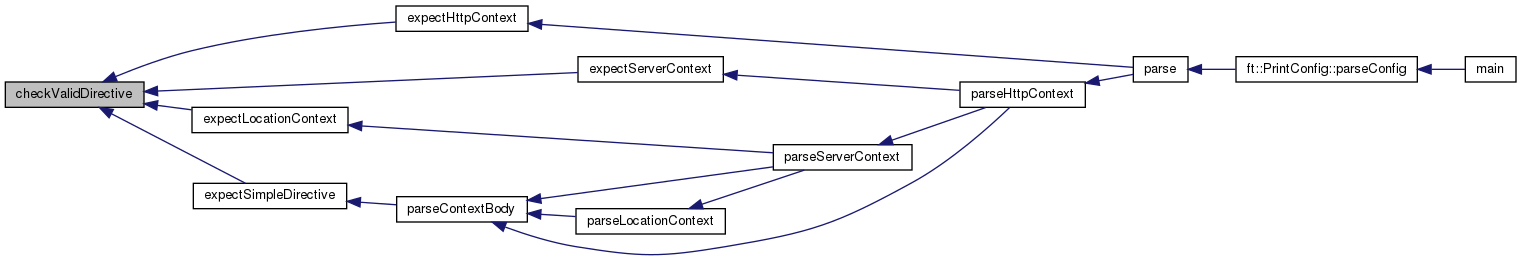 expectHttpContext
expectServerContext
parse
ft::PrintConfig::parseConfig
main
checkValidDirective
parseHttpContext
expectLocationContext
parseServerContext
expectSimpleDirective
parseContextBody
parseLocationContext